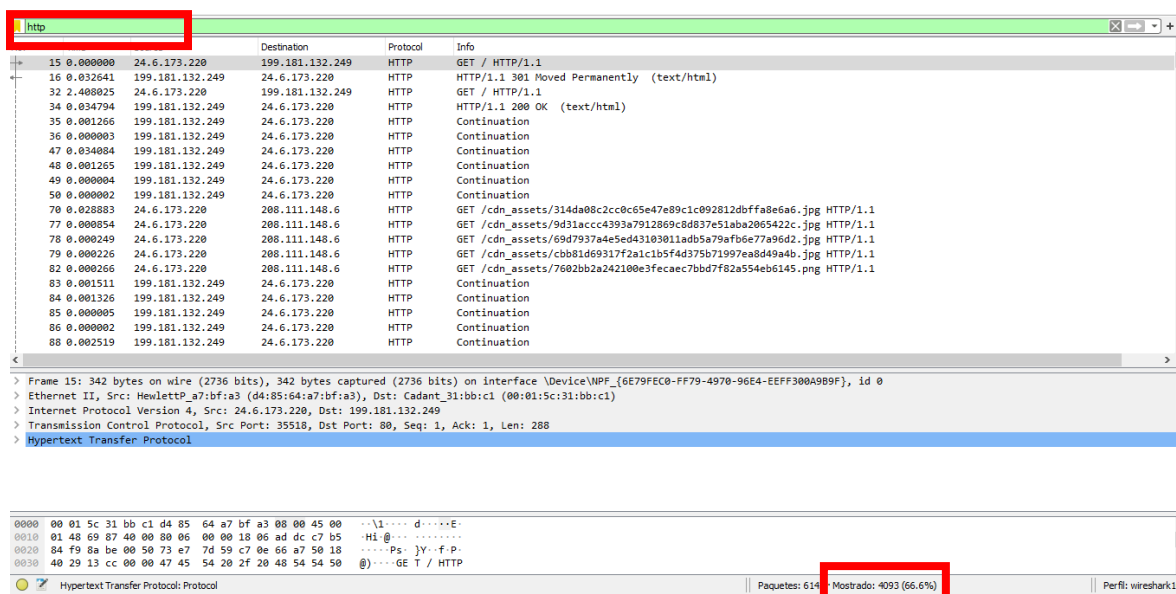 http
Destination Protocol Info
15 0.000000 24.6.173.220 199.181.132.249 HTTP GET / HTTP/1.1
16 0.032641 199.181.132.249 24.6.173.220 HTTP HTTP/1.1 301 Moved Permanently (text/html)
32 2.408025 24.6.173.220 199.181.132.249 HTTP GET / HTTP/1.1
34 0.034794 199.181.132.249 24.6.173.220 HTTP HTTP/1.1 200 OK (text/html)
35 0.001266 199.181.132.249 24.6.173.220 HTTP Continuation
36 0.000003 199.181.132.249 24.6.173.220 HTTP Continuation
47 0.034084 199.181.132.249 24.6.173.220 HTTP Continuation
48 0.001265 199.181.132.249 24.6.173.220 HTTP Continuation
49 0.000004 199.181.132.249 24.6.173.220 HTTP Continuation
50 0.000002 199.181.132.249 24.6.173.220 HTTP Continuation
70 0.028883 24.6.173.220 208.111.148.6 HTTP GET /cdn_assets/314da08c2cc0c65e47e89c1c092812dbffa8e6a6.jpg HTTP/1.1
77 0.000854 24.6.173.220 208.111.148.6 HTTP GET /cdn_assets/9d31accc4393a7912869c8d837e51aba2065422c.jpg HTTP/1.1
78 0.000249 24.6.173.220 208.111.148.6 HTTP GET /cdn_assets/69d7937a4e5ed43103011adb5a79afb6e77a96d2.jpg HTTP/1.1
79 0.000226 24.6.173.220 208.111.148.6 HTTP GET /cdn_assets/cbb81d69317f2a1c1b5f4d375b71997ea8d49a4b.jpg HTTP/1.1
82 0.000266 24.6.173.220 208.111.148.6 HTTP GET /cdn_assets/7602bb2a242100e3fecaec7bbd7f82a554eb6145.png HTTP/1.1
83 0.001511 199.181.132.249 24.6.173.220 HTTP Continuation
84 0.001326 199.181.132.249 24.6.173.220 HTTP Continuation
85 0.000005 199.181.132.249 24.6.173.220 HTTP Continuation
86 0.000002 199.181.132.249 24.6.173.220 HTTP Continuation
88 0.002519 199.181.132.249 24.6.173.220 HTTP Continuation
> Frame 15: 342 bytes on wire (2736 bits), 342 bytes captured (2736 bits) on interface \Device\NPF_{6E79FEC0-FF79-4970-96E4-EEFF300A9B9F}, id 0
> Ethernet II, Src: HewlettP_a7:bf:a3 (d4:85:64:a7:bf:a3), Dst: Cadant_31:bb:c1 (00:01:5c:31:bb:c1)
> Internet Protocol Version 4, Src: 24.6.173.220, Dst: 199.181.132.249
> Transmission Control Protocol, Src Port: 35518, Dst Port: 80, Seq: 1, Ack: 1, Len: 288
> Hypertext Transfer Protocol
0000 00 01 5c 31 bb c1 d4 85 64 a7 bf a3 08 00 45 00 ··\1···· d·····E·
0010 01 48 69 87 40 00 80 06 00 00 18 06 ad dc c7 b5 ·Hi·@··· ········
0020 84 f9 8a be 00 50 73 e7 7d 59 c7 0e 66 a7 50 18 ·····Ps· }Y··f·P·
0030 40 29 13 cc 00 00 47 45 54 20 2f 20 48 54 54 50 @)····GE T / HTTP
Hypertext Transfer Protocol: Protocol Paquetes: 614 · Mostrado: 4093 (66.6%) Perfil: wireshark1